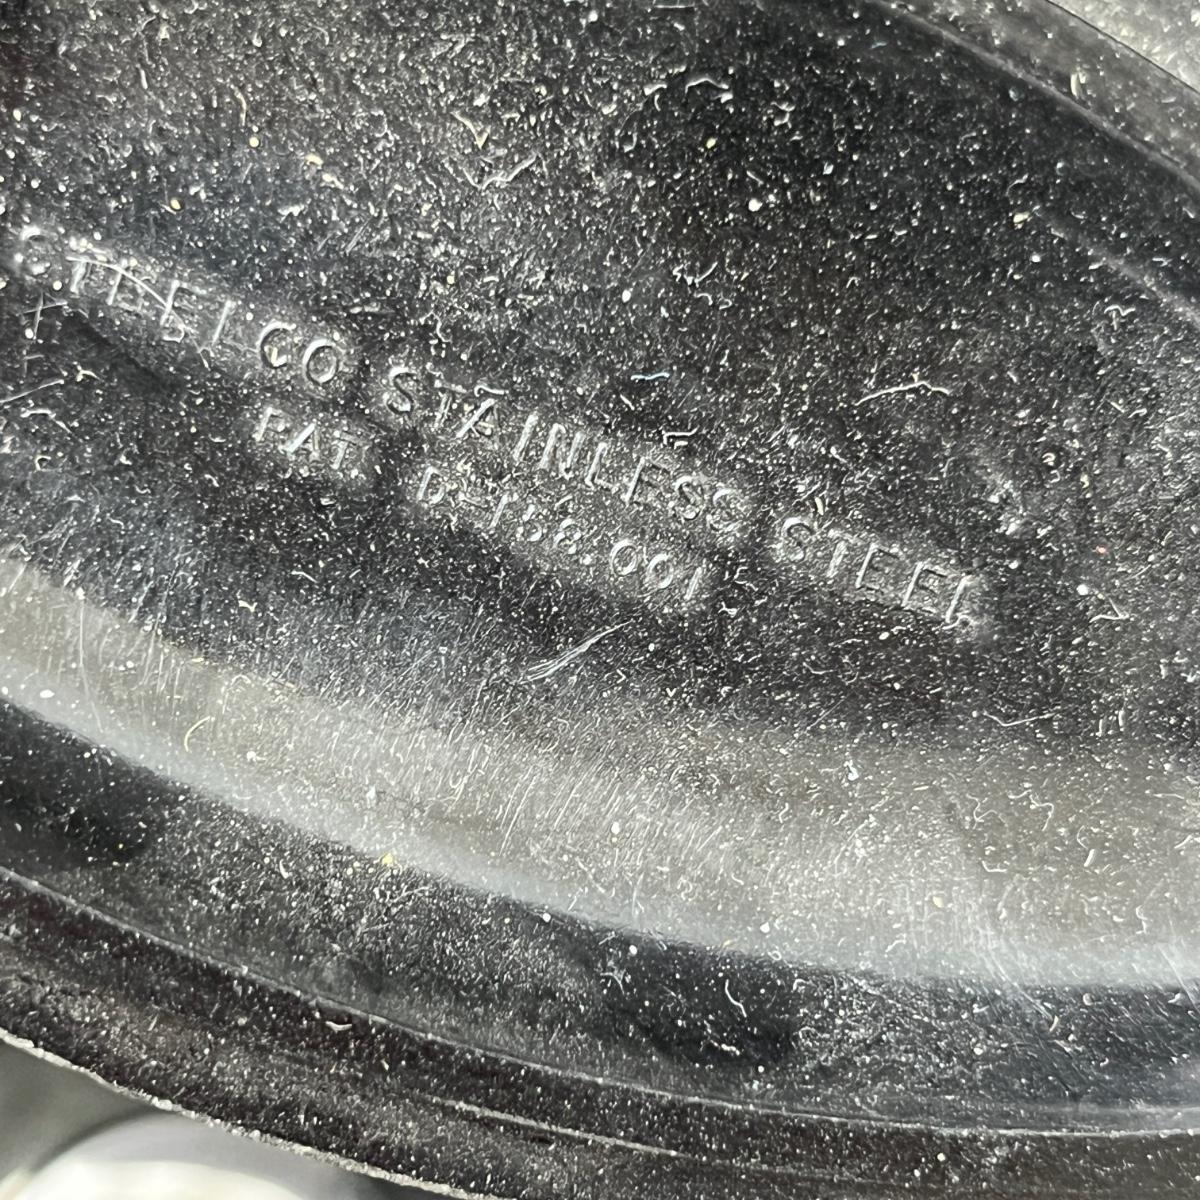 STEELCO STAINLESS STEEL
PAT. D-158,001